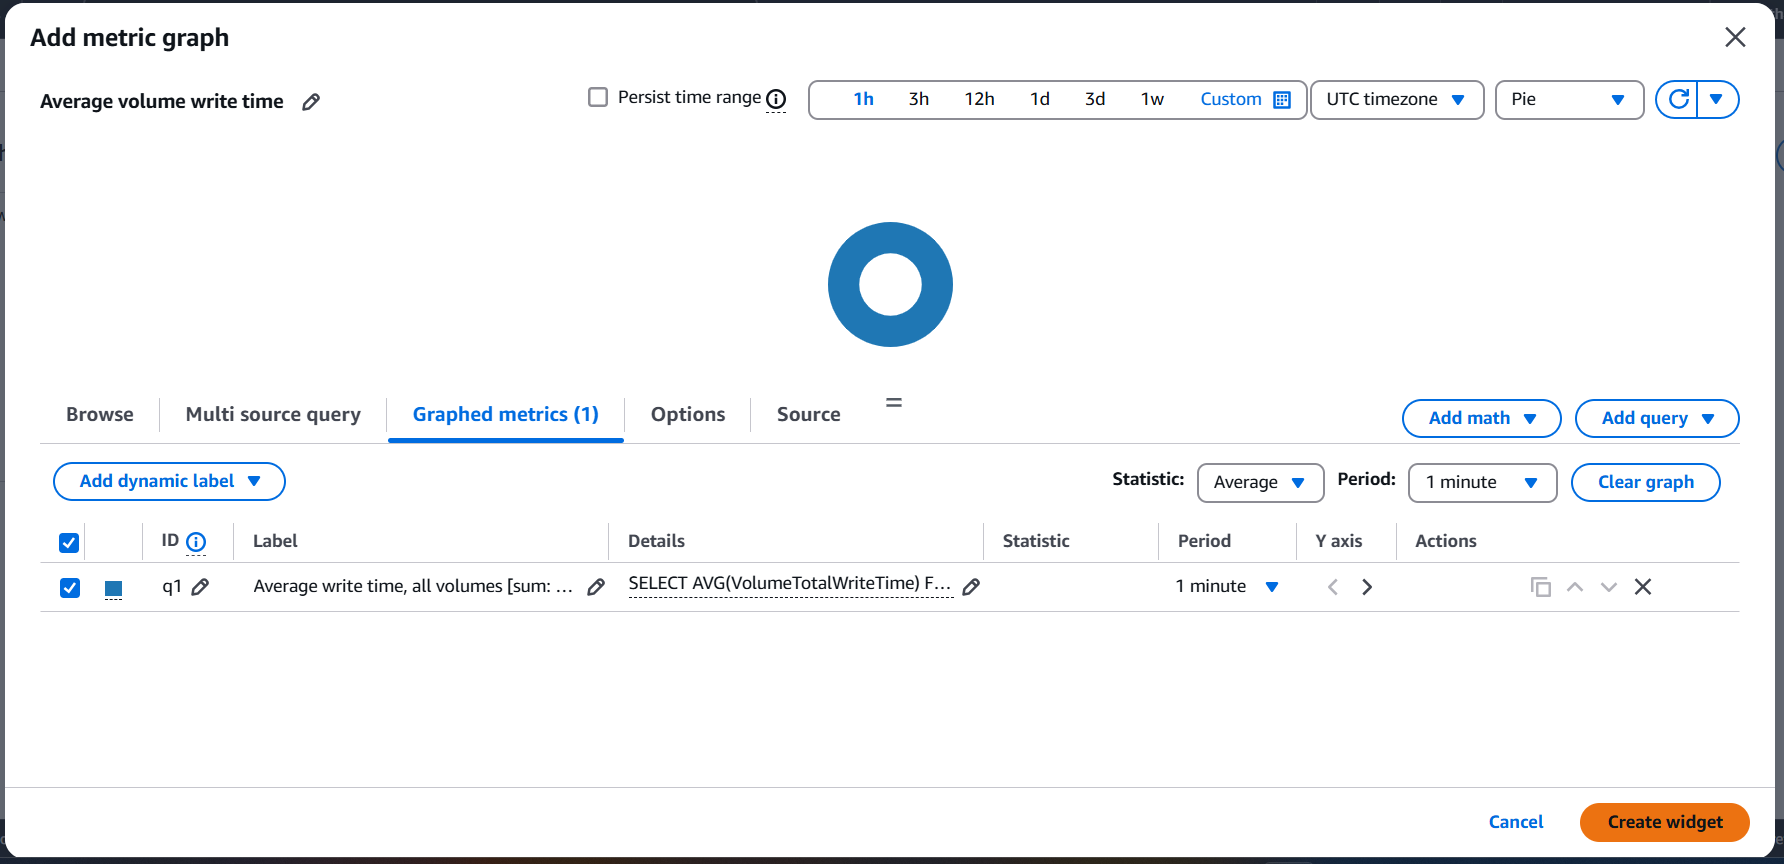 Add metric graph
Average volume write time
Persist time range
1h 3h 12h 1d 3d 1w Custom
UTC timezone
Pie
Browse
Multi source query
Graphed metrics (1)
Options
Source
Add math
Add query
Add dynamic label
Statistic: Average
Period: 1 minute
Clear graph
ID Label Details Statistic Period Y axis Actions
q1 Average write time, all volumes [sum: ... SELECT AVG(VolumeTotalWriteTime) F... 1 minute
Cancel
Create widget